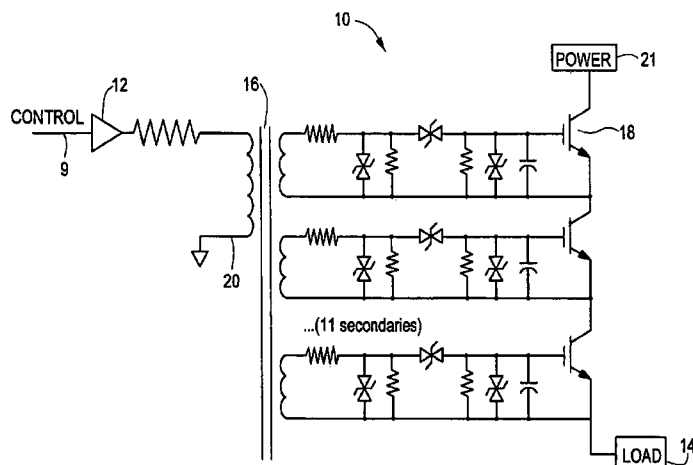 10
POWER
21
12
16
CONTROL
9
18
20
...(11 secondaries)
LOAD
14